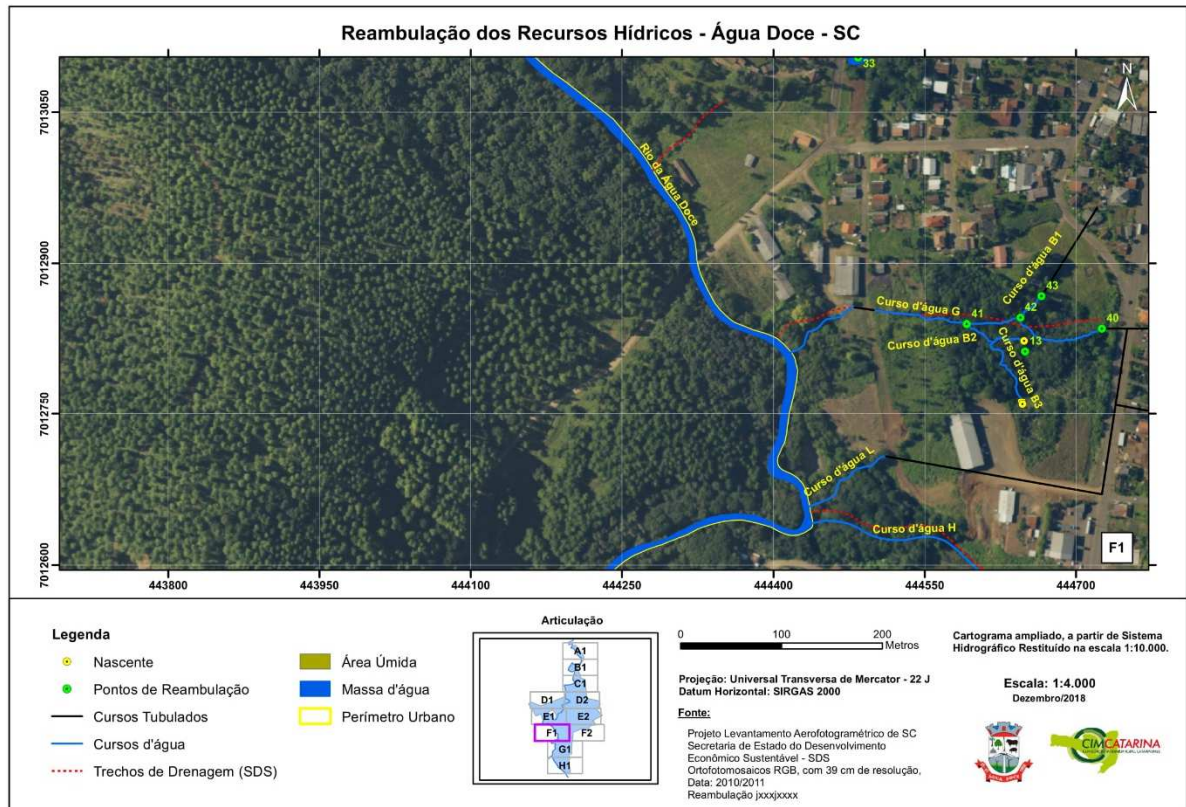 Reambulação dos Recursos Hídricos - Água Doce - SC
33
N
7013050
Rio da Água Doce
7012900
Curso d'água B1
43
Curso d'água G
41
42
40
Curso d'água B2
13
Curso d'água B3
7012750
Curso d'água L
Curso d'água H
F1
7012600
443800
443950
444100
444250
444400
444550
444700
Legenda
Nascente
Pontos de Reambulação
Cursos Tubulados
Cursos d'água
Trechos de Drenagem (SDS)
Área Úmida
Massa d'água
Perímetro Urbano
Articulação
A1
B1
C1
D1
D2
E1
E2
F1
F2
G1
H1
0
100
200
Metros
Projeção: Universal Transversa de Mercator - 22 J
Datum Horizontal: SIRGAS 2000
Fonte:
Projeto Levantamento Aerofotogramétrico de SC
Secretaria de Estado do Desenvolvimento
Econômico Sustentável - SDS
Ortofotomosaicos RGB, com 39 cm de resolução,
Data: 2010/2011
Reambulação jxxxjxxxx
Cartograma ampliado, a partir de Sistema
Hidrográfico Restituído na escala 1:10.000.
Escala: 1:4.000
Dezembro/2018
CIMCATARINA